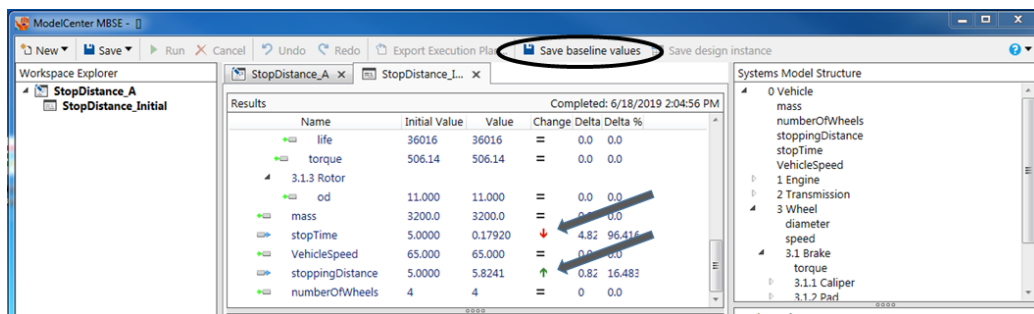 ModelCenter MBSE - []
New Save Run Cancel Undo Redo Export Execution Save baseline values Save design instance
Workspace Explorer
StopDistance_A
StopDistance_Initial
StopDistance_A x StopDistance_I... x
Results Completed: 6/18/2019 2:04:56 PM
Name Initial Value Value Change Delta Delta %
life 36016 36016 = 0.0 0.0
torque 506.14 506.14 = 0.0 0.0
3.1.3 Rotor
od 11.000 11.000 = 0.0 0.0
mass 3200.0 3200.0 = 0.0
stopTime 5.0000 0.17920 4.82 96.416
VehicleSpeed 65.000 65.000 = 0.0
stoppingDistance 5.0000 5.8241 0.82 16.483
numberOfWheels 4 4 = 0 0.0
Systems Model Structure
0 Vehicle
mass
numberOfWheels
stoppingDistance
stopTime
VehicleSpeed
1 Engine
2 Transmission
3 Wheel
diameter
speed
3.1 Brake
torque
3.1.1 Caliper
3.1.2 Pad